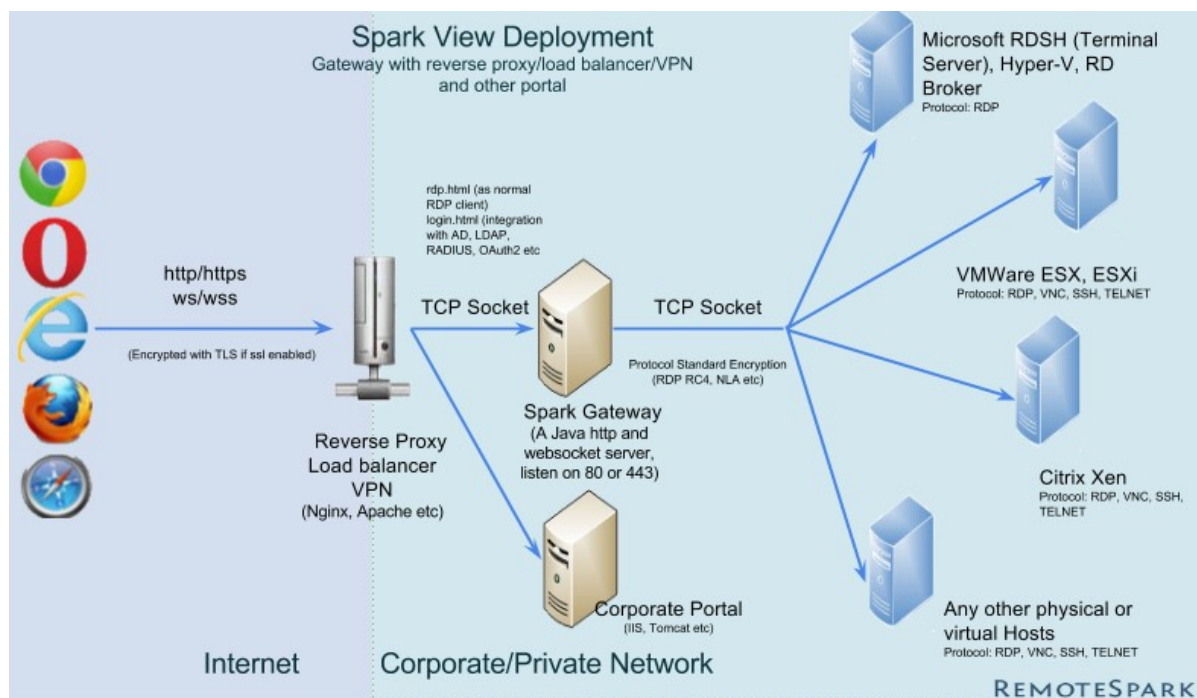 Spark View Deployment
Gateway with reverse proxy/load balancer/VPN
and other portal
http/https
ws/wss
(Encrypted with TLS if ssl enabled)
Reverse Proxy
Load balancer
VPN
(Nginx, Apache etc)
rdp.html (as normal
RDP client)
login.html (integration
with AD, LDAP,
RADIUS, OAuth2 etc
TCP Socket
Spark Gateway
(A Java http and
websocket server,
listen on 80 or 443)
Corporate Portal
(IIS, Tomcat etc)
TCP Socket
Protocol Standard Encryption
(RDP RC4, NLA etc)
Microsoft RDSH (Terminal
Server), Hyper-V, RD
Broker
Protocol: RDP
VMWare ESX, ESXi
Protocol: RDP, VNC, SSH, TELNET
Citrix Xen
Protocol: RDP, VNC, SSH,
TELNET
Any other physical or
virtual Hosts
Protocol: RDP, VNC, SSH, TELNET
Internet
Corporate/Private Network
REMOTESPARK